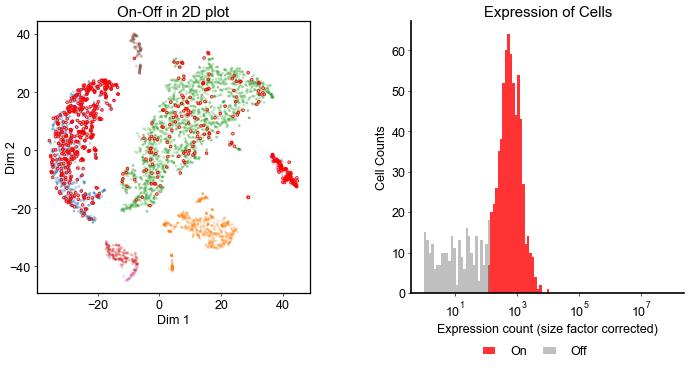 On-Off in 2D plot
Dim 2
40
20
0
−20
−40
−20
0
20
40
Dim 1
Expression of Cells
Cell Counts
60
50
40
30
20
10
0
10^1
10^3
10^5
10^7
Expression count (size factor corrected)
On
Off